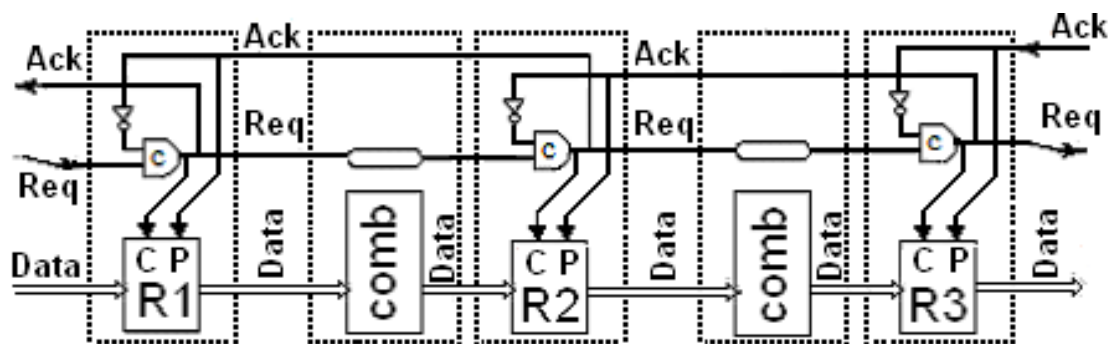 Ack
Ack
Ack
Ack
Req
Req
Req
Req
C
C
C
Data
C P
R1
Data
comb
Data
C P
R2
Data
comb
Data
C P
R3
Data